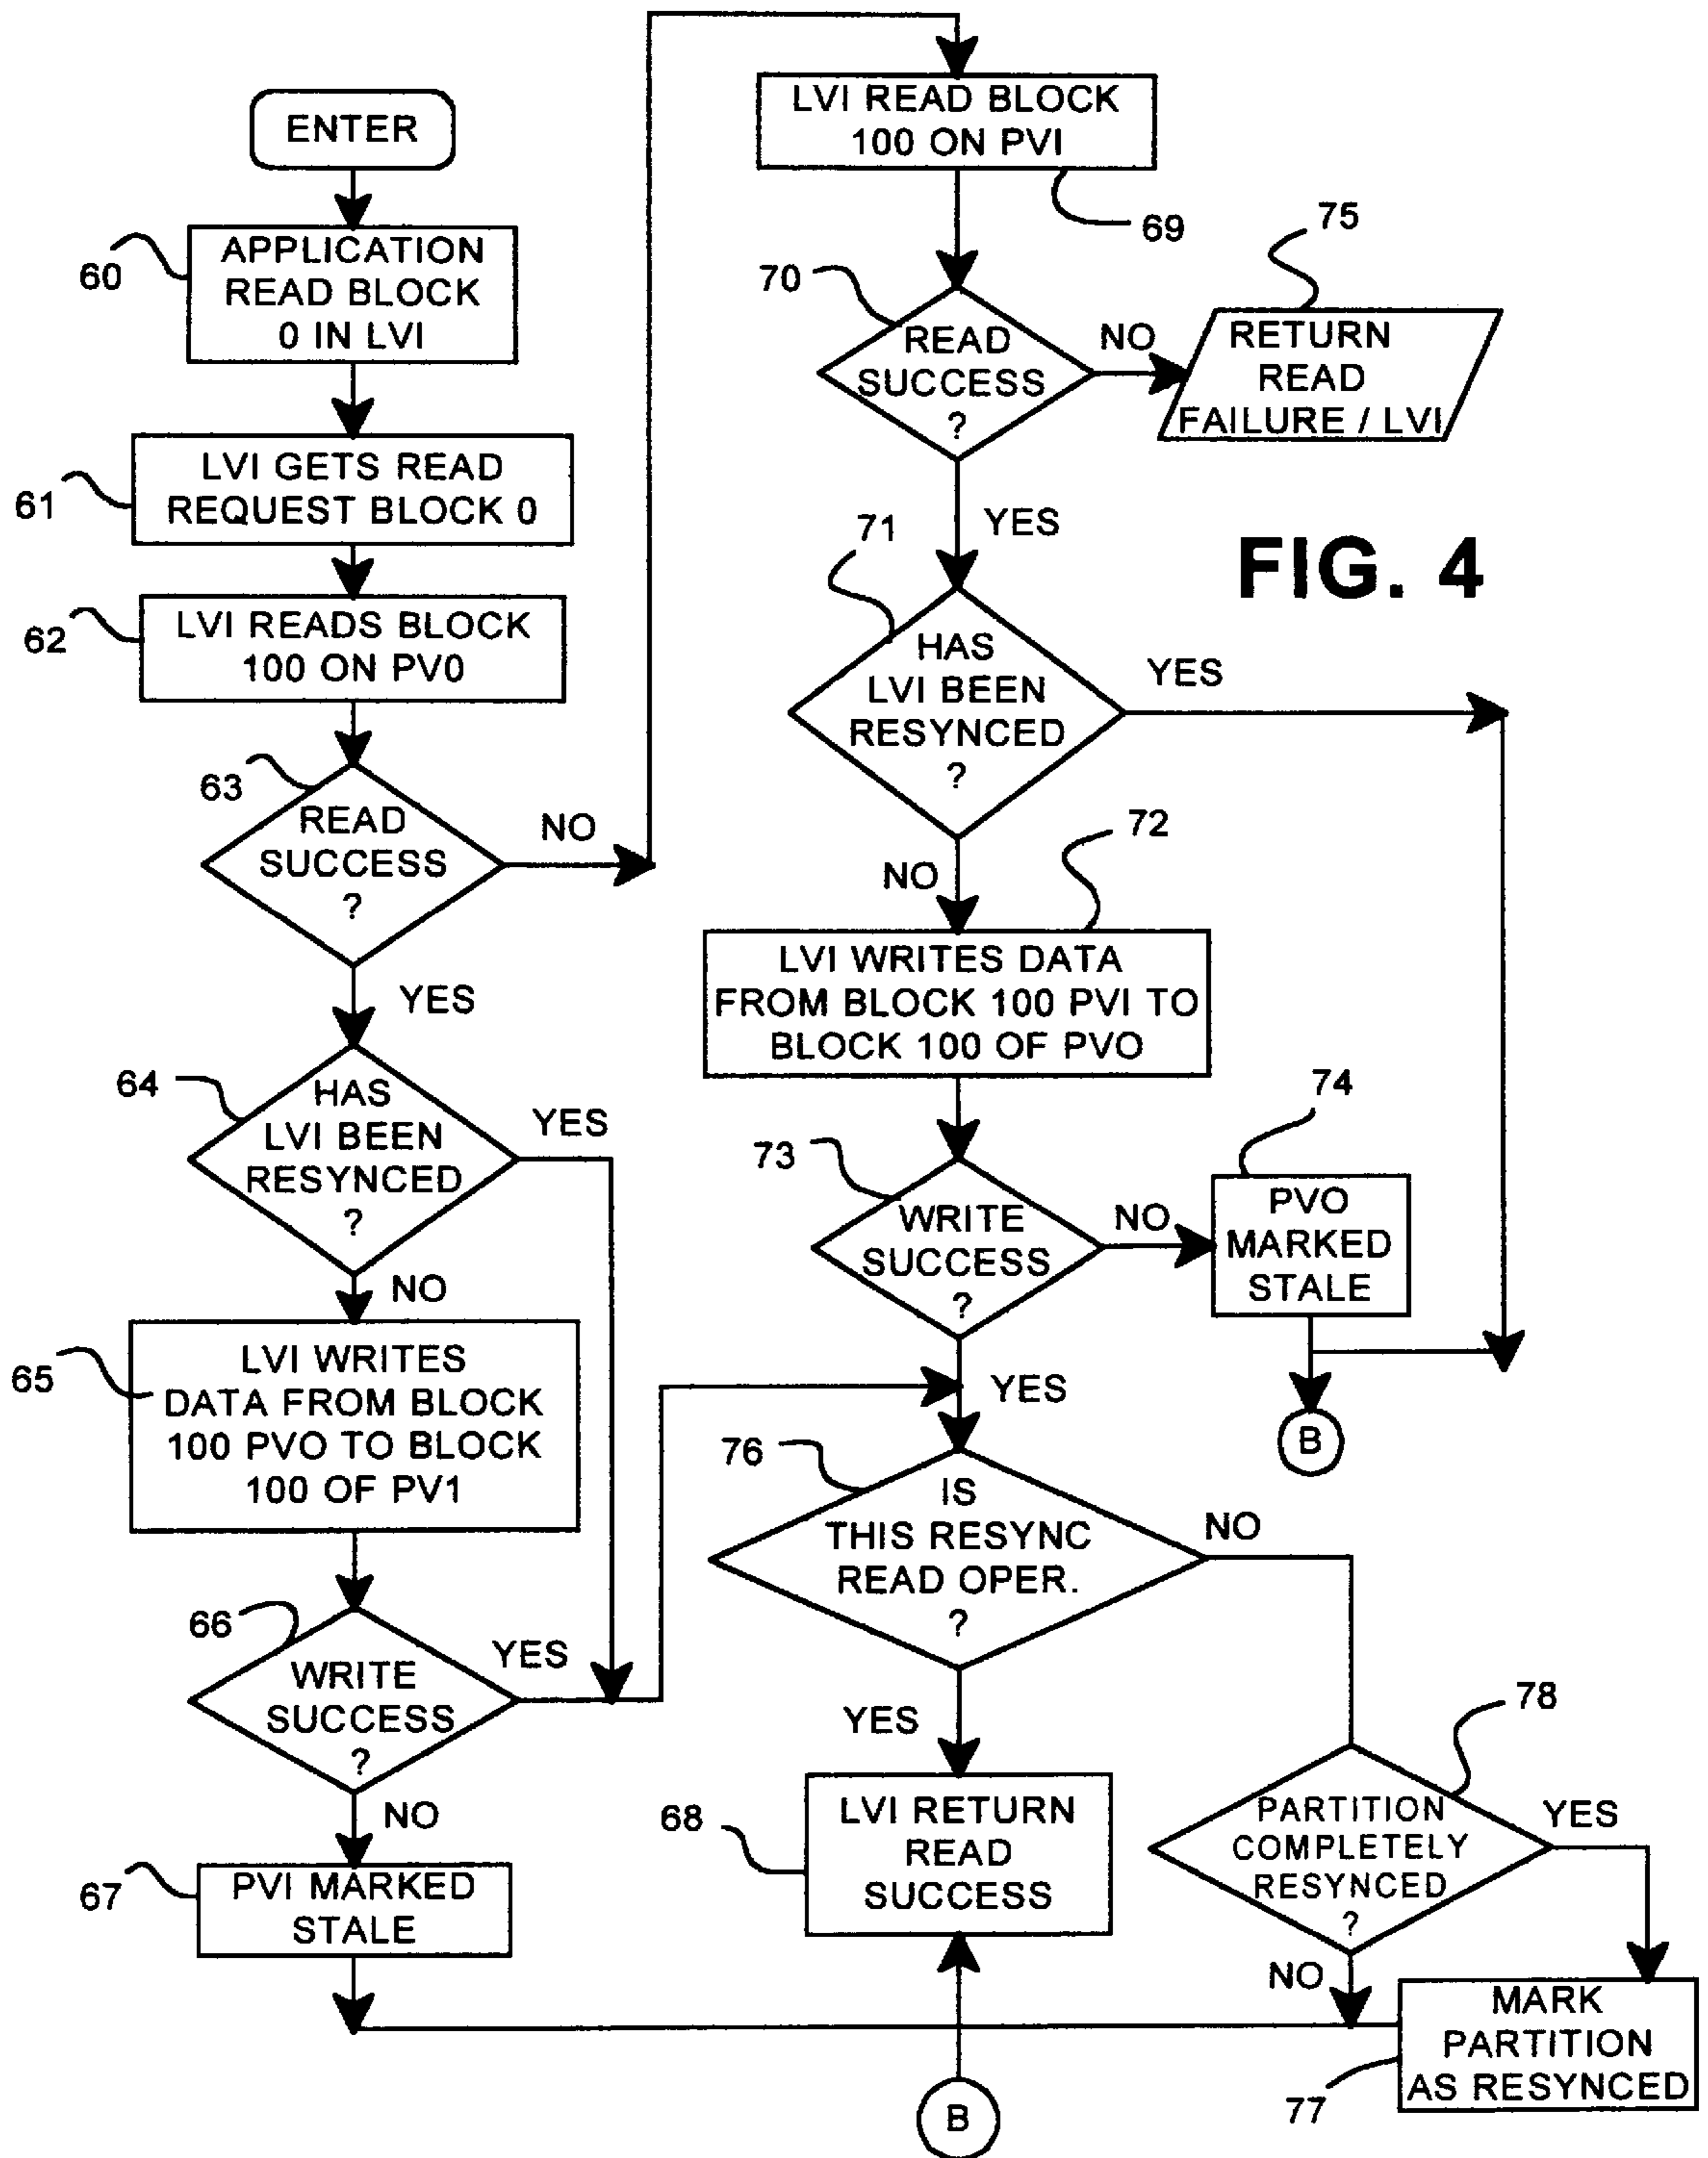 ENTER
60
APPLICATION
READ BLOCK
0 IN LVI
61
LVI GETS READ
REQUEST BLOCK 0
62
LVI READS BLOCK
100 ON PV0
63
READ
SUCCESS
?
NO
YES
64
HAS
LVI BEEN
RESYNCED
?
YES
NO
65
LVI WRITES
DATA FROM BLOCK
100 PVO TO BLOCK
100 OF PV1
66
WRITE
SUCCESS
?
YES
NO
67
PVI MARKED
STALE
LVI READ BLOCK
100 ON PVI
69
70
READ
SUCCESS
?
NO
75
RETURN
READ
FAILURE / LVI
YES
FIG. 4
71
HAS
LVI BEEN
RESYNCED
?
YES
NO
72
LVI WRITES DATA
FROM BLOCK 100 PVI TO
BLOCK 100 OF PVO
73
WRITE
SUCCESS
?
NO
74
PVO
MARKED
STALE
B
YES
76
IS
THIS RESYNC
READ OPER.
?
NO
YES
68
LVI RETURN
READ
SUCCESS
B
78
PARTITION
COMPLETELY
RESYNCED
?
YES
NO
77
MARK
PARTITION
AS RESYNCED